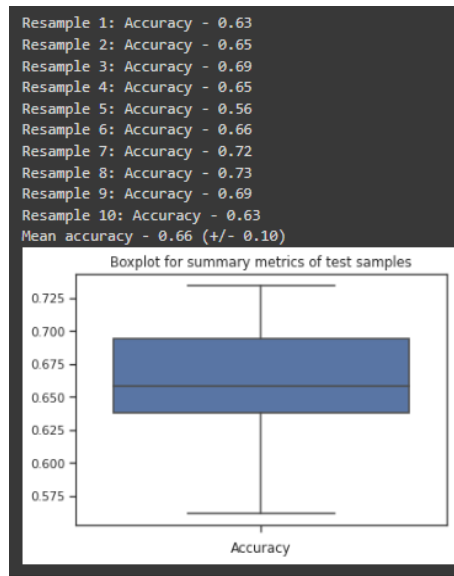 Resample 1: Accuracy - 0.63
Resample 2: Accuracy - 0.65
Resample 3: Accuracy - 0.69
Resample 4: Accuracy - 0.65
Resample 5: Accuracy - 0.56
Resample 6: Accuracy - 0.66
Resample 7: Accuracy - 0.72
Resample 8: Accuracy - 0.73
Resample 9: Accuracy - 0.69
Resample 10: Accuracy - 0.63
Mean accuracy - 0.66 (+/- 0.10)
Boxplot for summary metrics of test samples
0.725
0.700
0.675
0.650
0.625
0.600
0.575
Accuracy